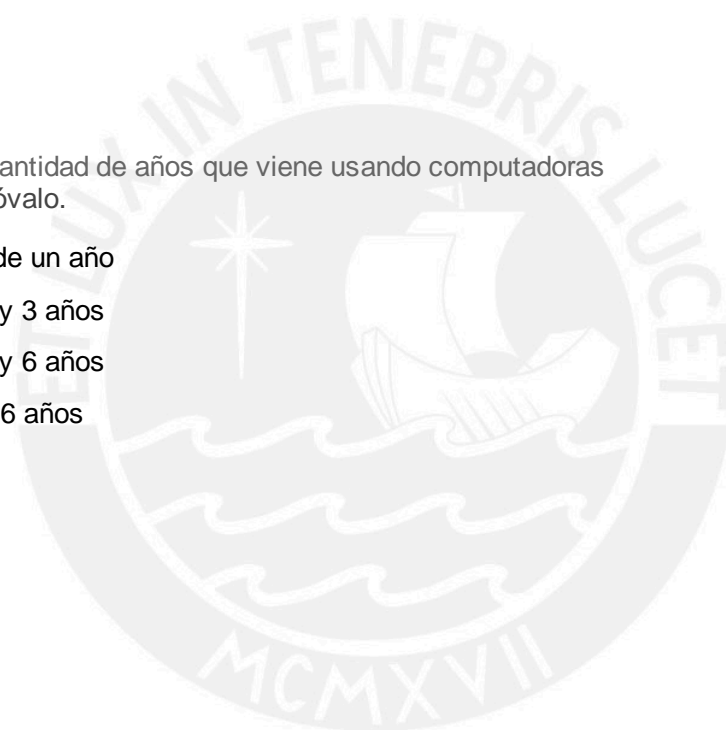 ET LUX IN TENEBRIS LUCET
antidad de años que viene usando computadoras
óvalo.
de un año
y 3 años
y 6 años
6 años
MCMXVII